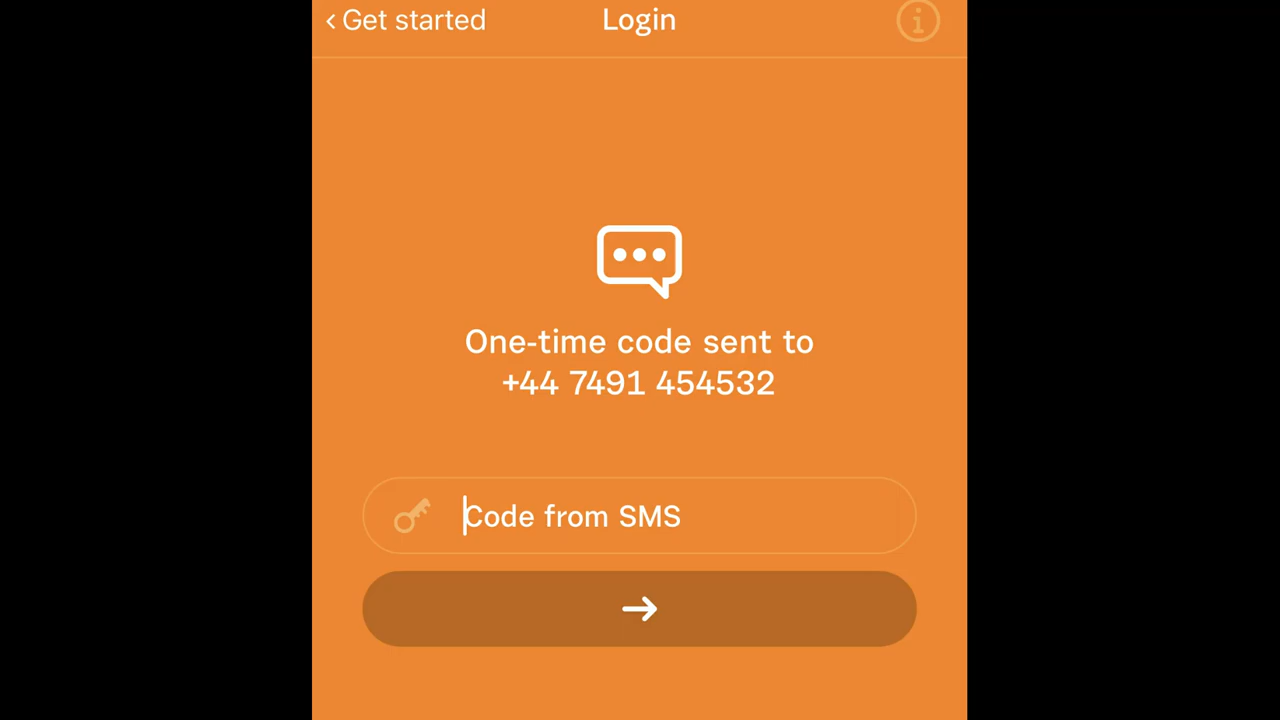 < Get started
Login
i
One-time code sent to
+44 7491 454532
Code from SMS